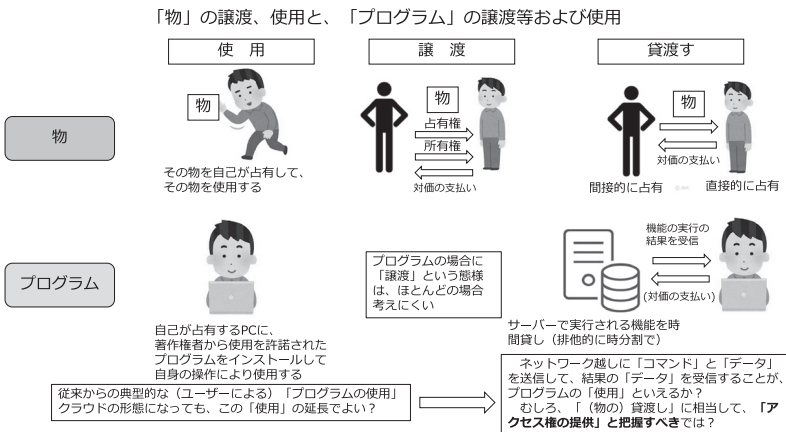 「物」の譲渡、使用と、「プログラム」の譲渡等および使用
使　用
譲　渡
貸渡す
物
物
その物を自己が占有して、
その物を使用する
物
占有権
所有権
対価の支払い
物
対価の支払い
間接的に占有
直接的に占有
プログラム
自己が占有するPCに、
著作権者から使用を許諾された
プログラムをインストールして
自身の操作により使用する
プログラムの場合に
「譲渡」という態様
は、ほとんどの場合
考えにくい
機能の実行の
結果を受信
(対価の支払い)
サーバーで実行される機能を時
間貸し（排他的に時分割で）
従来からの典型的な（ユーザーによる）「プログラムの使用」
クラウドの形態になっても、この「使用」の延長でよい？
ネットワーク越しに「コマンド」と「データ」
を送信して、結果の「データ」を受信することが、
プログラムの「使用」といえるか？
むしろ、「（物の）貸渡し」に相当して、「ア
クセス権の提供」と把握すべきでは？